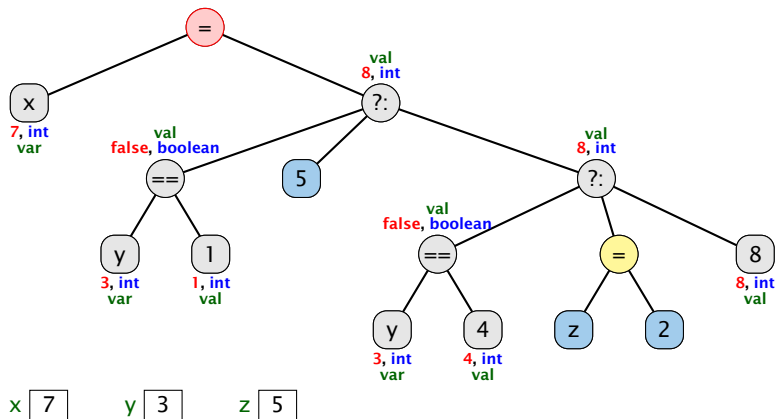 =
val
8, int
?:
x
7, int
var
val
false, boolean
==
5
val
8, int
?:
y
3, int
var
1
1, int
val
val
false, boolean
==
=
8
8, int
val
y
3, int
var
4
4, int
val
z
2
x 7 y 3 z 5